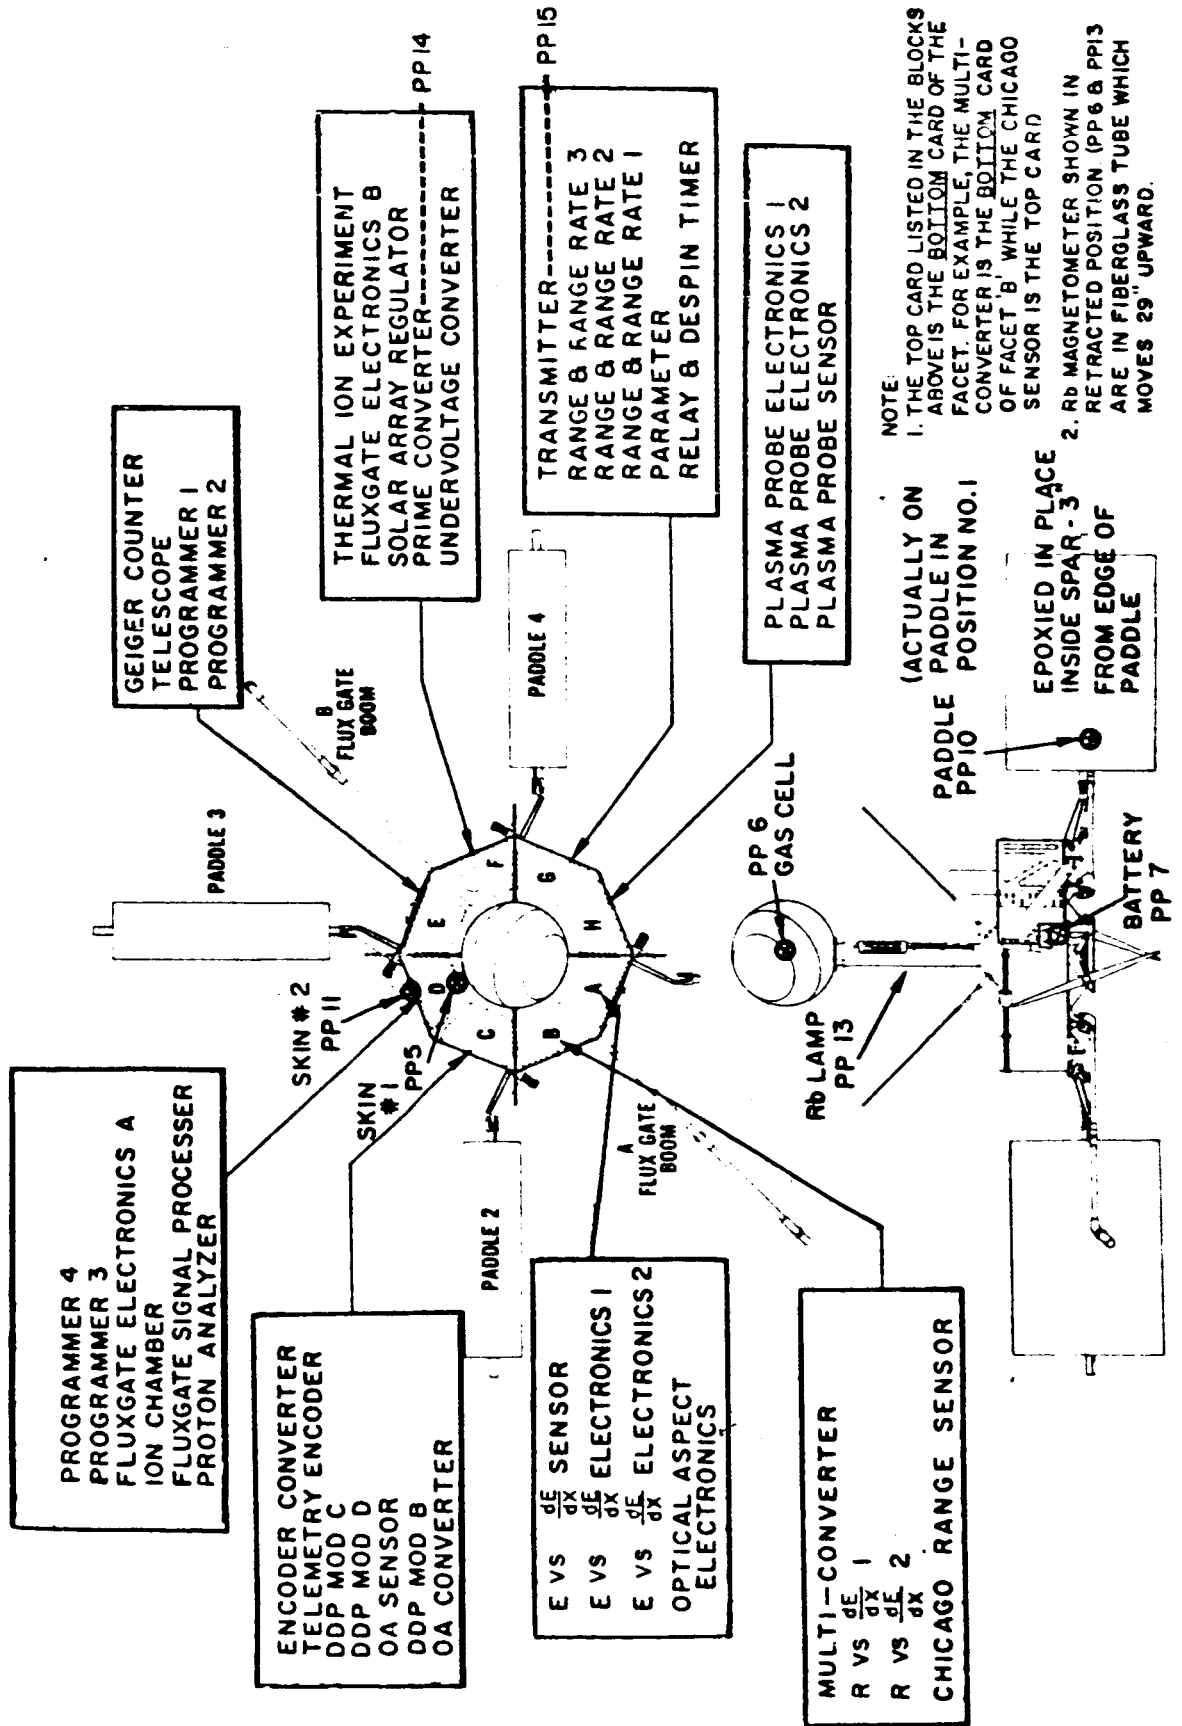 PROGRAMMER 4
PROGRAMMER 3
FLUXGATE ELECTRONICS A
ION CHAMBER
FLUXGATE SIGNAL PROCESSER
PROTON ANALYZER
ENCODER CONVERTER
TELEMETRY ENCODER
DDP MOD C
DDP MOD D
OA SENSOR
DDP MOD B
OA CONVERTER
E VS dE/dX SENSOR
E VS dE/dX ELECTRONICS 1
E VS dE/dX ELECTRONICS 2
OPTICAL ASPECT
ELECTRONICS
MULTI-CONVERTER
R VS dE/dX 1
R VS dE/dX 2
CHICAGO RANGE SENSOR
SKIN # 2
PP 11
SKIN
# 1
PP5
PADDLE 2
A
FLUX GATE
BOOM
PADDLE 3
B
FLUX GATE
BOOM
PADDLE 4
A
B
C
D
E
F
G
H
GEIGER COUNTER
TELESCOPE
PROGRAMMER 1
PROGRAMMER 2
THERMAL ION EXPERIMENT
FLUXGATE ELECTRONICS B
SOLAR ARRAY REGULATOR
PRIME CONVERTER-------- PP 14
UNDERVOLTAGE CONVERTER
TRANSMITTER---------- PP 15
RANGE & RANGE RATE 3
RANGE & RANGE RATE 2
RANGE & RANGE RATE 1
PARAMETER
RELAY & DESPIN TIMER
PLASMA PROBE ELECTRONICS 1
PLASMA PROBE ELECTRONICS 2
PLASMA PROBE SENSOR
PP 6
GAS CELL
Rb LAMP
PP 13
BATTERY
PP 7
PADDLE
PP 10
(ACTUALLY ON
PADDLE IN
POSITION NO. 1
EPOXIED IN PLACE
INSIDE SPAR - 3"
FROM EDGE OF
PADDLE
NOTE:
1. THE TOP CARD LISTED IN THE BLOCKS
ABOVE IS THE BOTTOM CARD OF THE
FACET. FOR EXAMPLE, THE MULTI-
CONVERTER IS THE BOTTOM CARD
OF FACET 'B' WHILE THE CHICAGO
SENSOR IS THE TOP CARD
2. Rb MAGNETOMETER SHOWN IN
RETRACTED POSITION. (PP 6 & PP13
ARE IN FIBERGLASS TUBE WHICH
MOVES 29" UPWARD.